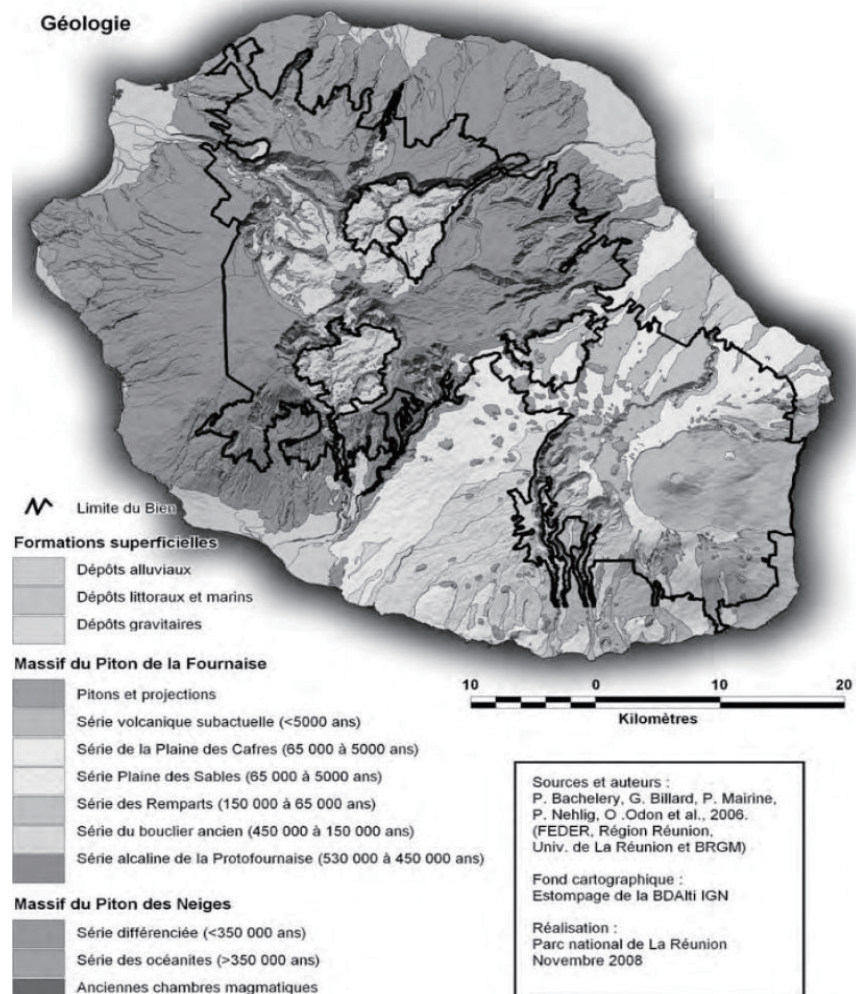 Géologie
Limite du Bien
Formations superficielles
Dépôts alluviaux
Dépôts littoraux et marins
Dépôts gravitaires
Massif du Piton de la Fournaise
Pitons et projections
Série volcanique subactuelle (<5000 ans)
Série de la Plaine des Cafres (65 000 à 5000 ans)
Série Plaine des Sables (65 000 à 5000 ans)
Série des Remparts (150 000 à 65 000 ans)
Série du bouclier ancien (450 000 à 150 000 ans)
Série alcaline de la Protofournaise (530 000 à 450 000 ans)
Massif du Piton des Neiges
Série différenciée (<350 000 ans)
Série des océanites (>350 000 ans)
Anciennes chambres magmatiques
10 0 10 20
Kilomètres
Sources et auteurs :
P. Bachelery, G. Billard, P. Mairine,
P. Nehlig, O .Odon et al., 2006.
(FEDER, Région Réunion,
Univ. de La Réunion et BRGM)
Fond cartographique :
Estompage de la BDAlti IGN
Réalisation :
Parc national de La Réunion
Novembre 2008